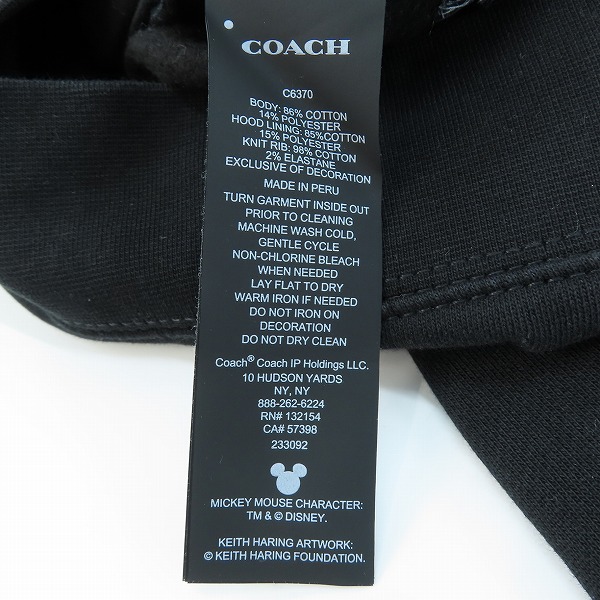 COACH
C6370
BODY: 86% COTTON
14% POLYESTER
HOOD LINING: 85%COTTON
15% POLYESTER
KNIT RIB: 98% COTTON
2% ELASTANE
EXCLUSIVE OF DECORATION
MADE IN PERU
TURN GARMENT INSIDE OUT
PRIOR TO CLEANING
MACHINE WASH COLD,
GENTLE CYCLE
NON-CHLORINE BLEACH
WHEN NEEDED
LAY FLAT TO DRY
WARM IRON IF NEEDED
DO NOT IRON ON
DECORATION
DO NOT DRY CLEAN
Coach® Coach IP Holdings LLC.
10 HUDSON YARDS
NY, NY
888-262-6224
RN# 132154
CA# 57398
233092
MICKEY MOUSE CHARACTER:
TM & © DISNEY.
KEITH HARING ARTWORK:
© KEITH HARING FOUNDATION.